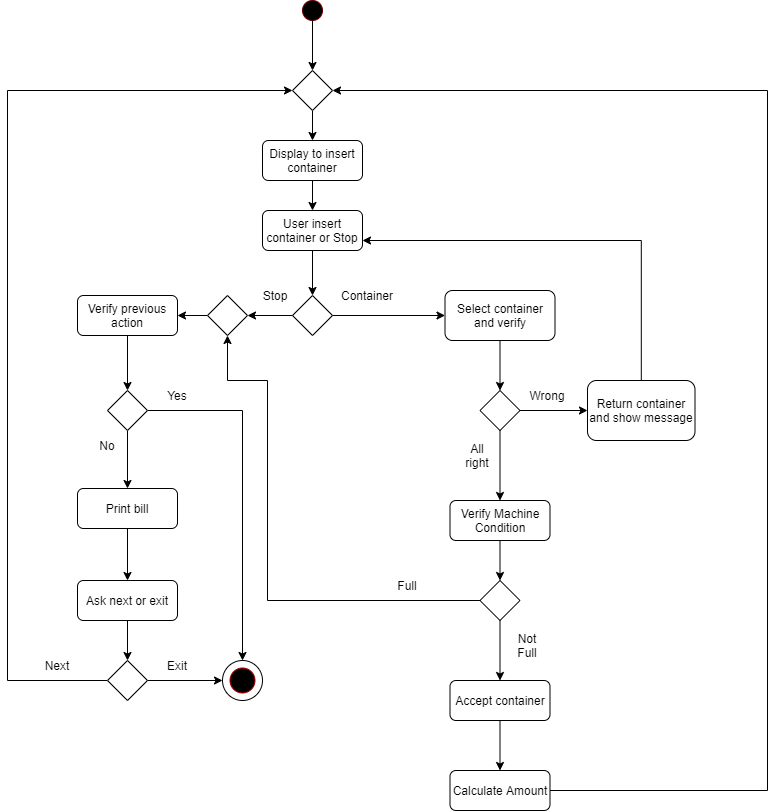 Display to insert
container
User insert
container or Stop
Stop
Container
Verify previous
action
Select container
and verify
Yes
Wrong
Return container
and show message
No
All
right
Print bill
Verify Machine
Condition
Full
Ask next or exit
Not
Full
Next
Exit
Accept container
Calculate Amount